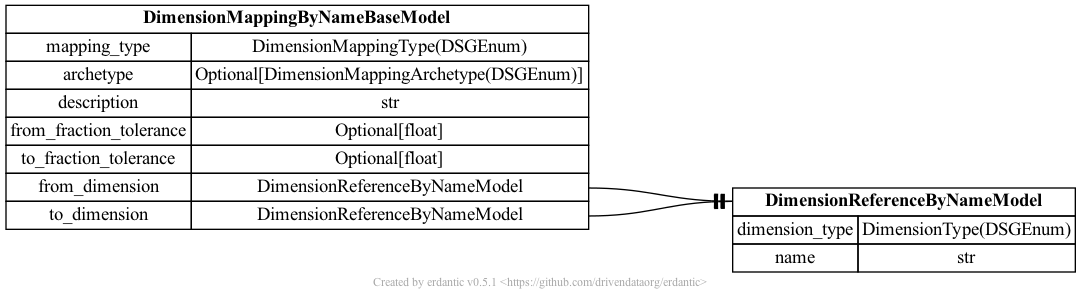 DimensionMappingByNameBaseModel
mapping_type DimensionMappingType(DSGEnum)
archetype Optional[DimensionMappingArchetype(DSGEnum)]
description str
from_fraction_tolerance Optional[float]
to_fraction_tolerance Optional[float]
from_dimension DimensionReferenceByNameModel
to_dimension DimensionReferenceByNameModel
DimensionReferenceByNameModel
dimension_type DimensionType(DSGEnum)
name str
Created by erdantic v0.5.1 <https://github.com/drivendataorg/erdantic>